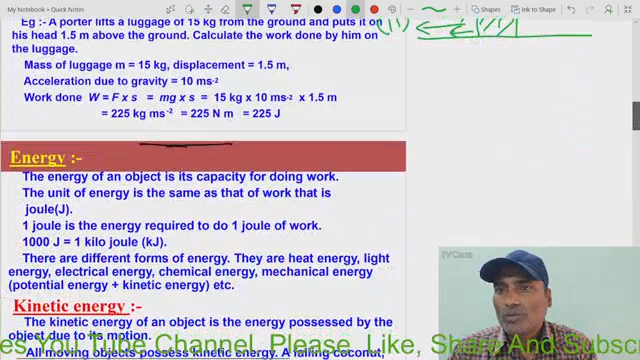 My Notebook > Quick Notes
Shapes
Ink to Shape
Eg :- A porter lifts a luggage of 15 kg from the ground and puts it on
his head 1.5 m above the ground. Calculate the work done by him on
the luggage.
Mass of luggage m = 15 kg, displacement = 1.5 m,
Acceleration due to gravity = 10 ms-2
Work done W = F x s = mg x s = 15 kg x 10 ms-2 x 1.5 m
= 225 kg ms-2 = 225 N m = 225 J
Energy :-
The energy of an object is its capacity for doing work.
The unit of energy is the same as that of work that is
joule(J).
1 joule is the energy required to do 1 joule of work.
1000 J = 1 kilo joule (kJ).
There are different forms of energy. They are heat energy, light
energy, electrical energy, chemical energy, mechanical energy
(potential energy + kinetic energy) etc.
Kinetic energy :-
The kinetic energy of an object is the energy possessed by the
object due to its motion.
All moving objects possess kinetic energy. A falling coconut,
IVCam
es You Tube Channel, Please, Like, Share And Subsc